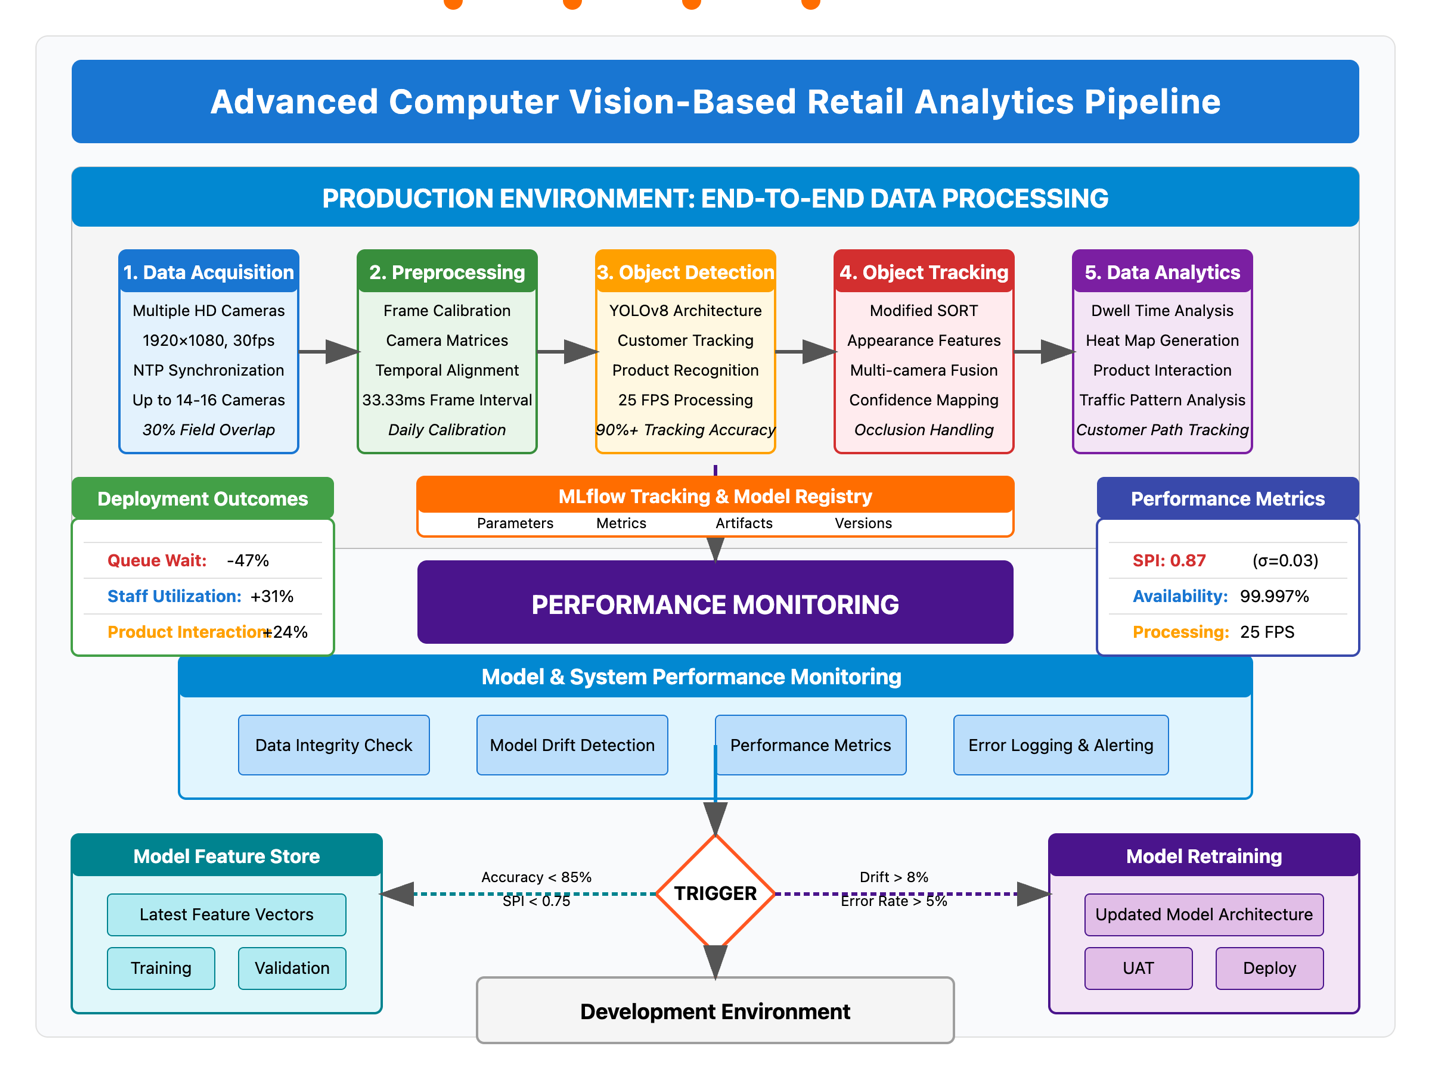 Advanced Computer Vision-Based Retail Analytics Pipeline
PRODUCTION ENVIRONMENT: END-TO-END DATA PROCESSING
1. Data Acquisition
Multiple HD Cameras
1920×1080, 30fps
NTP Synchronization
Up to 14-16 Cameras
30% Field Overlap
2. Preprocessing
Frame Calibration
Camera Matrices
Temporal Alignment
33.33ms Frame Interval
Daily Calibration
3. Object Detection
YOLOv8 Architecture
Customer Tracking
Product Recognition
25 FPS Processing
90%+ Tracking Accuracy
4. Object Tracking
Modified SORT
Appearance Features
Multi-camera Fusion
Confidence Mapping
Occlusion Handling
5. Data Analytics
Dwell Time Analysis
Heat Map Generation
Product Interaction
Traffic Pattern Analysis
Customer Path Tracking
Deployment Outcomes
Queue Wait: -47%
Staff Utilization: +31%
Product Interaction: +24%
MLflow Tracking & Model Registry
Parameters Metrics Artifacts Versions
PERFORMANCE MONITORING
Performance Metrics
SPI: 0.87 (σ=0.03)
Availability: 99.997%
Processing: 25 FPS
Model & System Performance Monitoring
Data Integrity Check
Model Drift Detection
Performance Metrics
Error Logging & Alerting
Model Feature Store
Latest Feature Vectors
Training
Validation
Accuracy < 85%
SPI < 0.75
TRIGGER
Drift > 8%
Error Rate > 5%
Model Retraining
Updated Model Architecture
UAT
Deploy
Development Environment